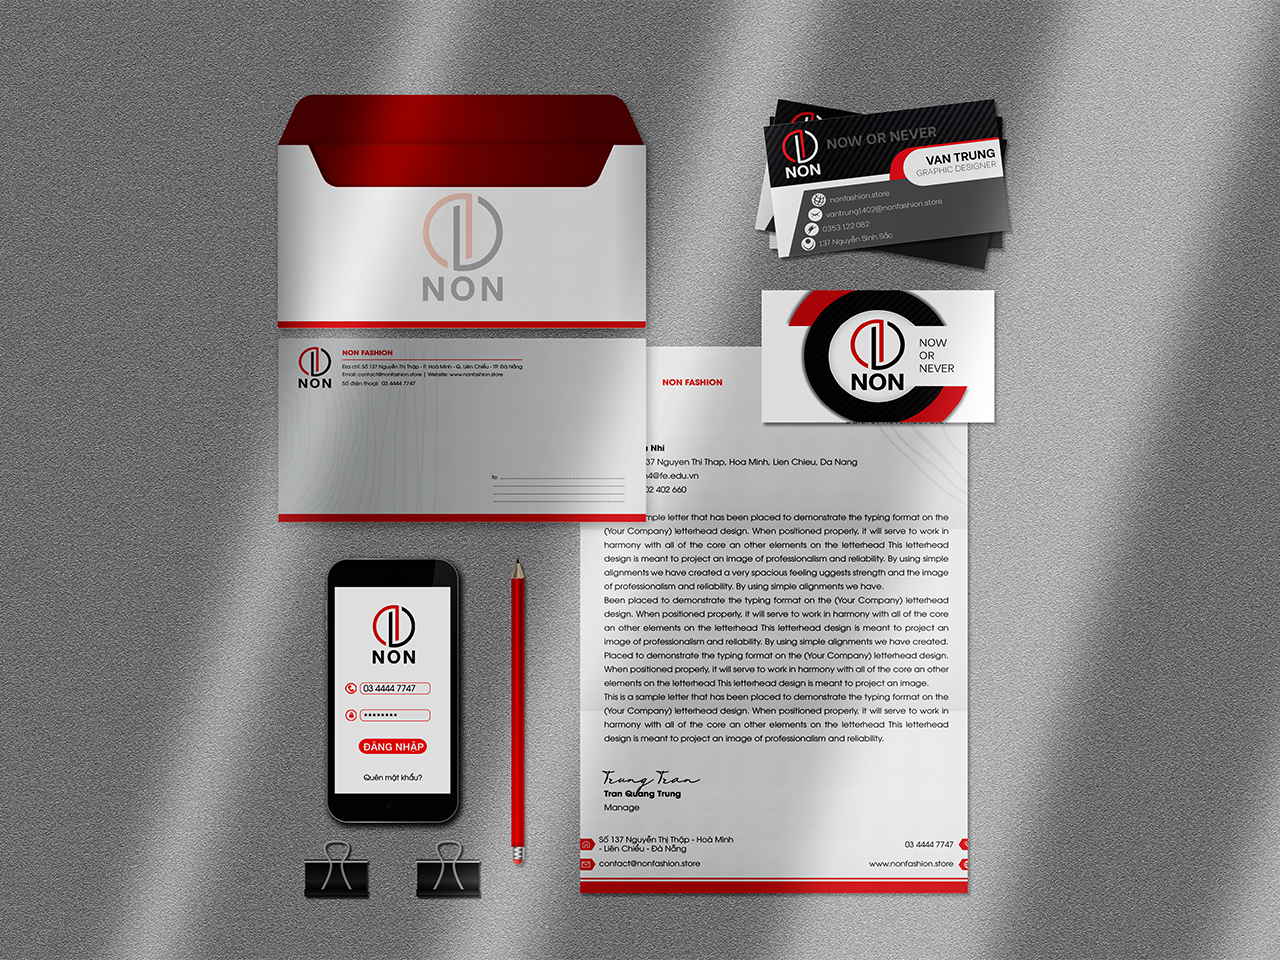 NON
NON
NON FASHION
Địa chỉ: Số 137 Nguyễn Thị Thập - P. Hoà Minh - Q. Liên Chiểu - TP. Đà Nẵng
Email: contact@nonfashion.store | Website: www.nonfashion.store
Số điện thoại: 03 4444 7747
To:
NOW OR NEVER
NON
VAN TRUNG
GRAPHIC DESIGNER
nonfashion.store
vantrung1402@nonfashion.store
0353 122 082
137 Nguyễn Sinh Sắc
NON
NOW
OR
NEVER
NON FASHION
Nhi
37 Nguyen Thi Thap, Hoa Minh, Lien Chieu, Da Nang
4@fe.edu.vn
02 402 660
mple letter that has been placed to demonstrate the typing format on the
(Your Company) letterhead design. When positioned properly, it will serve to work in
harmony with all of the core an other elements on the letterhead This letterhead
design is meant to project an image of professionalism and reliability. By using simple
alignments we have created a very spacious feeling uggests strength and the image
of professionalism and reliability. By using simple alignments we have.
Been placed to demonstrate the typing format on the (Your Company) letterhead
design. When positioned properly, it will serve to work in harmony with all of the core
an other elements on the letterhead This letterhead design is meant to project an
image of professionalism and reliability. By using simple alignments we have created.
Placed to demonstrate the typing format on the (Your Company) letterhead design.
When positioned properly, it will serve to work in harmony with all of the core an other
elements on the letterhead This letterhead design is meant to project an image.
This is a sample letter that has been placed to demonstrate the typing format on the
(Your Company) letterhead design. When positioned properly, it will serve to work in
harmony with all of the core an other elements on the letterhead This letterhead
design is meant to project an image of professionalism and reliability.
Trung Tran
Tran Quang Trung
Manage
Số 137 Nguyễn Thị Thập - Hoà Minh
- Liên Chiểu - Đà Nẵng
contact@nonfashion.store
03 4444 7747
www.nonfashion.store
NON
03 4444 7747
********
ĐĂNG NHẬP
Quên mật khẩu?